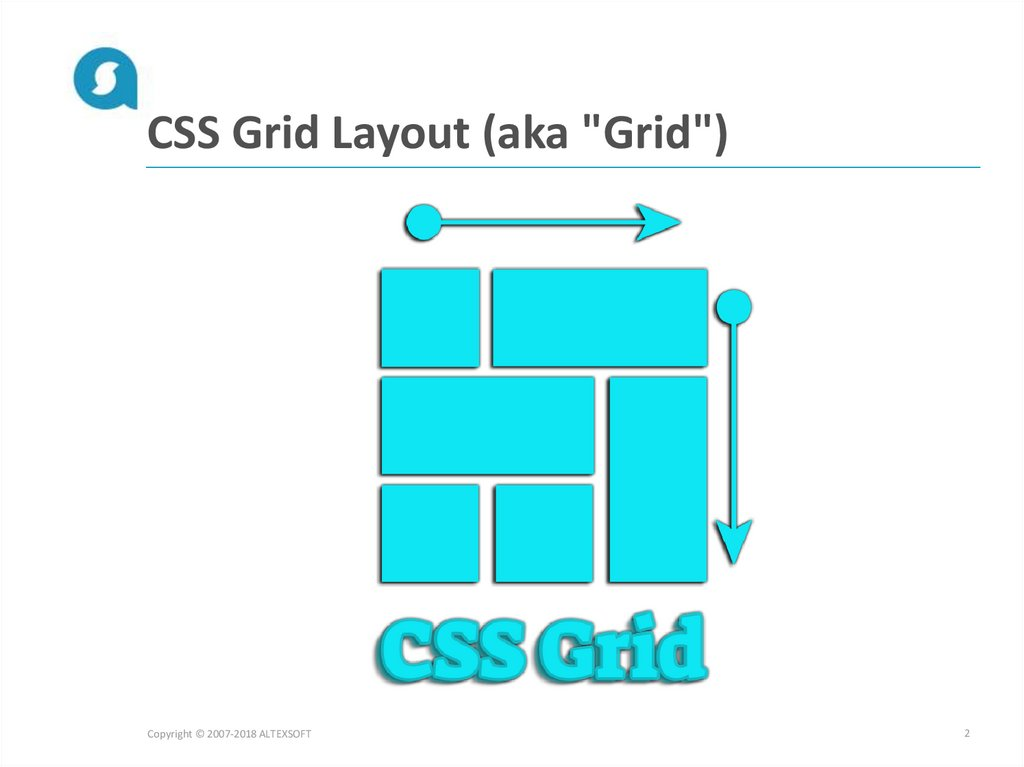 CSS Grid Layout (aka "Grid")
CSS Grid
Copyright © 2007-2018 ALTEXSOFT
2